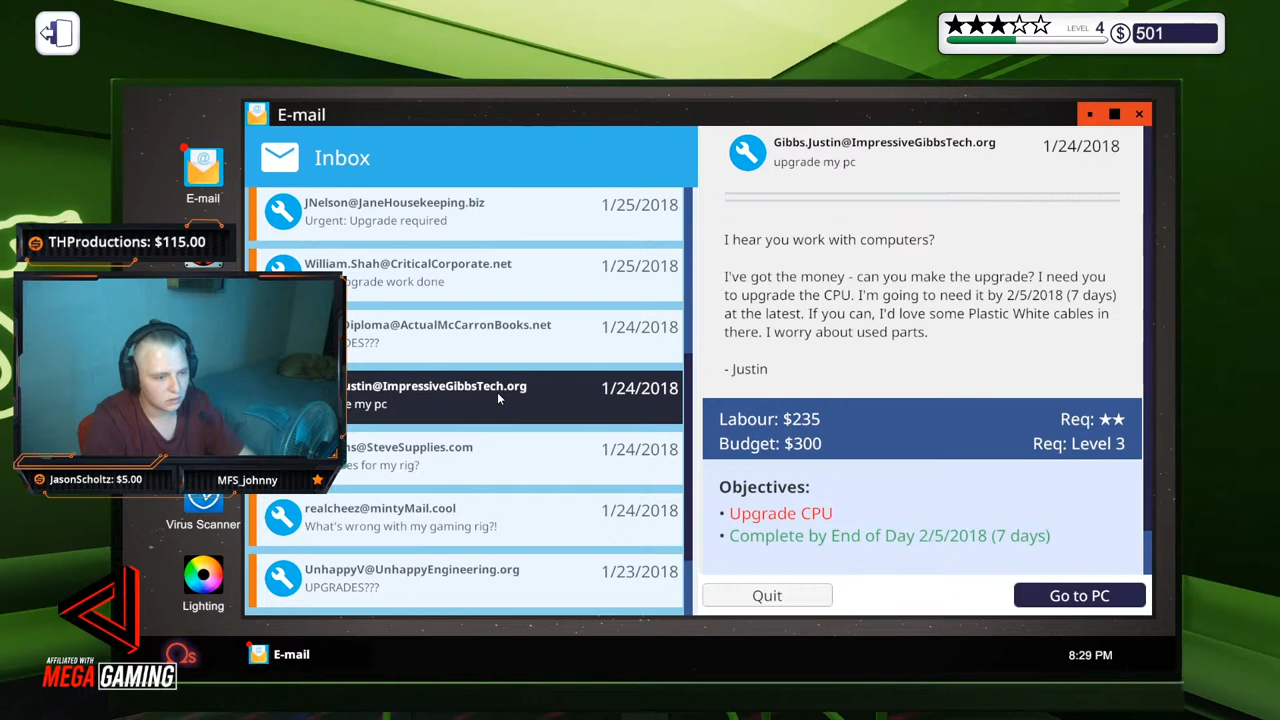 LEVEL 4 $ 501
E-mail
Inbox
Gibbs.Justin@ImpressiveGibbsTech.org 1/24/2018
upgrade my pc
E-mail
JNelson@JaneHousekeeping.biz 1/25/2018
Urgent: Upgrade required
THProductions: $115.00
William.Shah@CriticalCorporate.net 1/25/2018
grade work done
Diploma@ActualMcCarronBooks.net 1/24/2018
DES???
ustin@ImpressiveGibbsTech.org 1/24/2018
e my pc
ns@SteveSupplies.com 1/24/2018
es for my rig?
JasonScholtz: $5.00 MFS_johnny
realcheez@mintyMail.cool 1/24/2018
What's wrong with my gaming rig?!
Virus Scanner
UnhappyV@UnhappyEngineering.org 1/23/2018
UPGRADES???
Lighting
I hear you work with computers?
I've got the money - can you make the upgrade? I need you
to upgrade the CPU. I'm going to need it by 2/5/2018 (7 days)
at the latest. If you can, I'd love some Plastic White cables in
there. I worry about used parts.
- Justin
Labour: $235 Req: ★★
Budget: $300 Req: Level 3
Objectives:
• Upgrade CPU
• Complete by End of Day 2/5/2018 (7 days)
Quit Go to PC
E-mail 8:29 PM
AFFILIATED WITH
MEGA GAMING